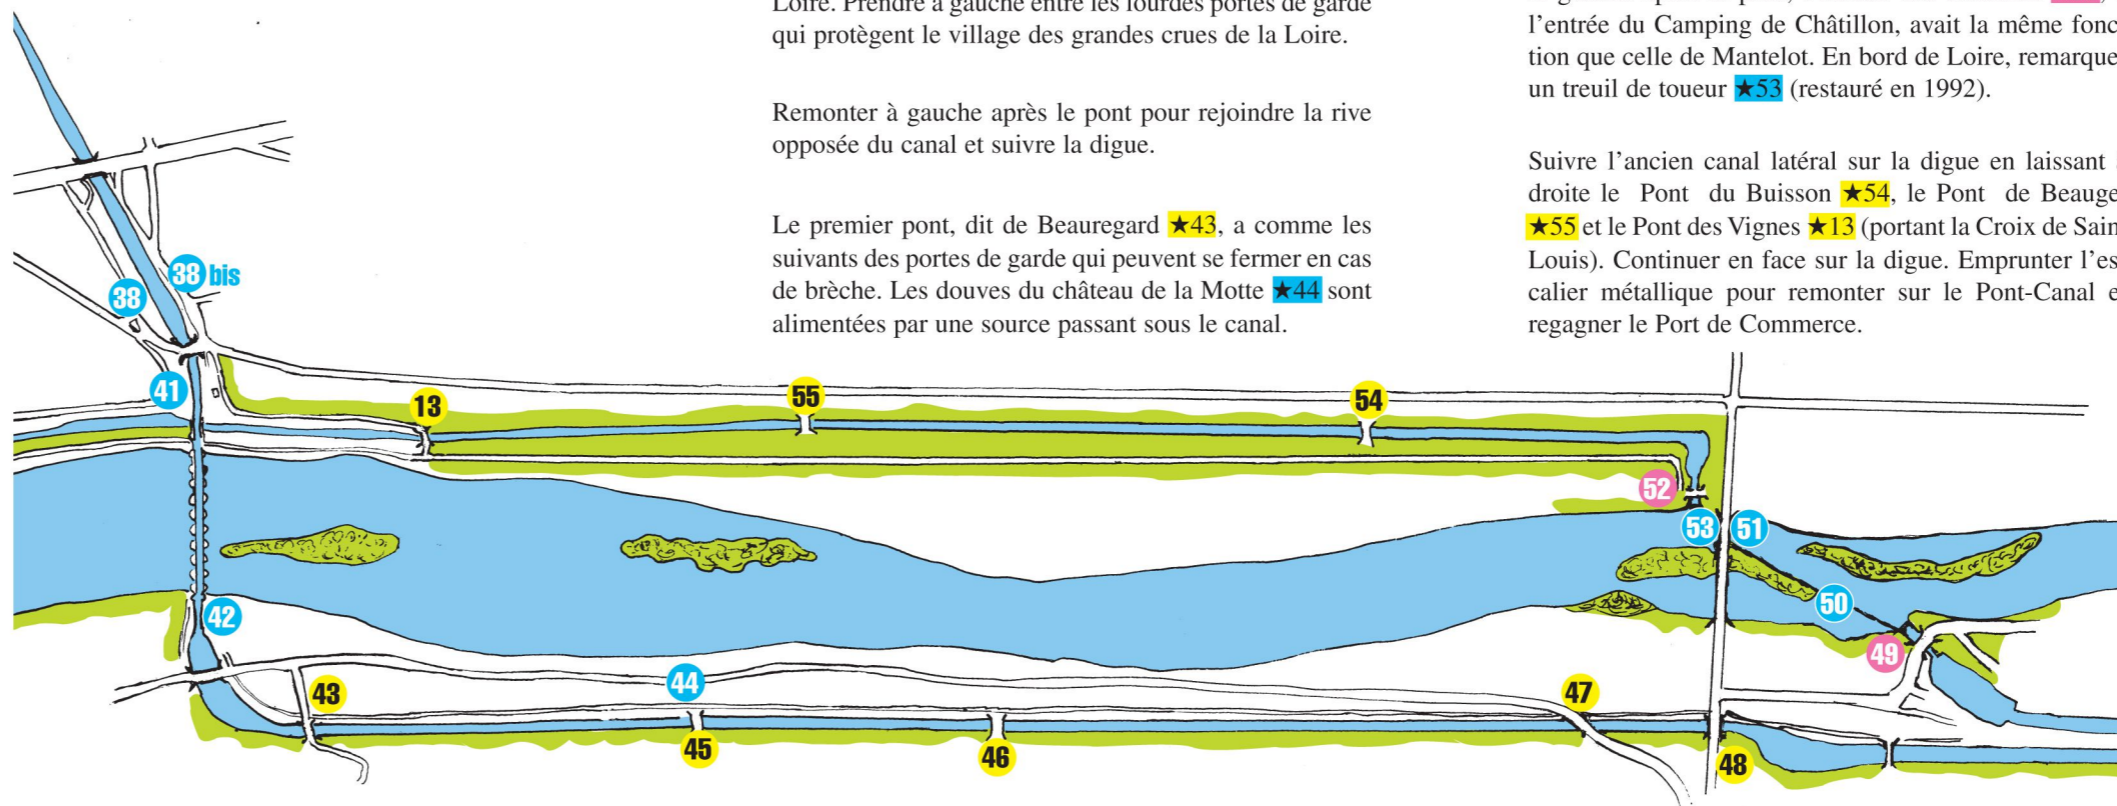 Loire. Prendre à gauche entre les lourdes portes de garde
qui protègent le village des grandes crues de la Loire.
Remonter à gauche après le pont pour rejoindre la rive
opposée du canal et suivre la digue.
Le premier pont, dit de Beauregard ★43, a comme les
suivants des portes de garde qui peuvent se fermer en cas
de brèche. Les douves du château de la Motte ★44 sont
alimentées par une source passant sous le canal.
l'entrée du Camping de Châtillon, avait la même fonc
tion que celle de Mantelot. En bord de Loire, remarque
un treuil de toueur ★53 (restauré en 1992).
Suivre l'ancien canal latéral sur la digue en laissant
droite le Pont du Buisson ★54, le Pont de Beauge
★55 et le Pont des Vignes ★13 (portant la Croix de Sain
Louis). Continuer en face sur la digue. Emprunter l'es
calier métallique pour remonter sur le Pont-Canal e
regagner le Port de Commerce.
38 bis
38
41
13
55
54
52
53
51
50
42
49
44
43
47
45
46
48